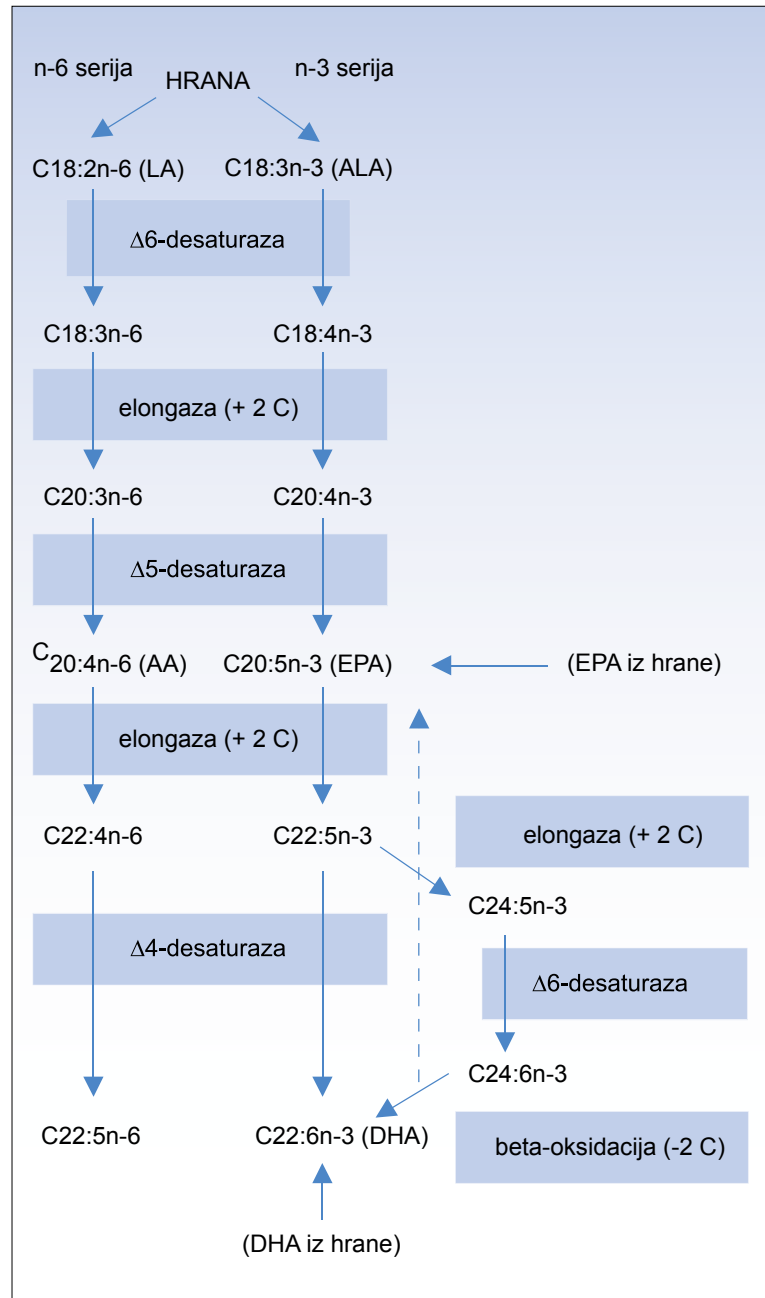 n-6 serija
HRANA
n-3 serija
C18:2n-6 (LA)
C18:3n-3 (ALA)
Δ6-desaturaza
C18:3n-6
C18:4n-3
elongaza (+ 2 C)
C20:3n-6
C20:4n-3
Δ5-desaturaza
C20:4n-6 (AA)
C20:5n-3 (EPA)
(EPA iz hrane)
elongaza (+ 2 C)
C22:4n-6
C22:5n-3
elongaza (+ 2 C)
C24:5n-3
Δ4-desaturaza
Δ6-desaturaza
C24:6n-3
C22:5n-6
C22:6n-3 (DHA)
beta-oksidacija (-2 C)
(DHA iz hrane)